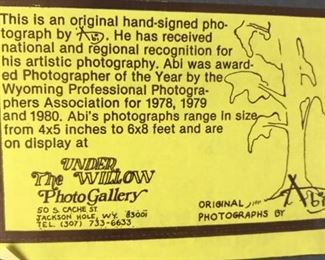 This is an original hand-signed pho-
tograph by Abi. He has received
national and regional recognition for
his artistic photography. Abi was award-
ed Photographer of the Year by the
Wyoming Professional Photogra-
phers Association for 1978, 1979
and 1980. Abi's photographs range in size
from 4x5 inches to 6x8 feet and are
on display at
UNDER
The WILLOW
Photo Gallery
50 S. CACHE ST.
JACKSON HOLE, WY. 83001
TEL. (307) 733-6633
ORIGINAL
PHOTOGRAPHS BY Abi